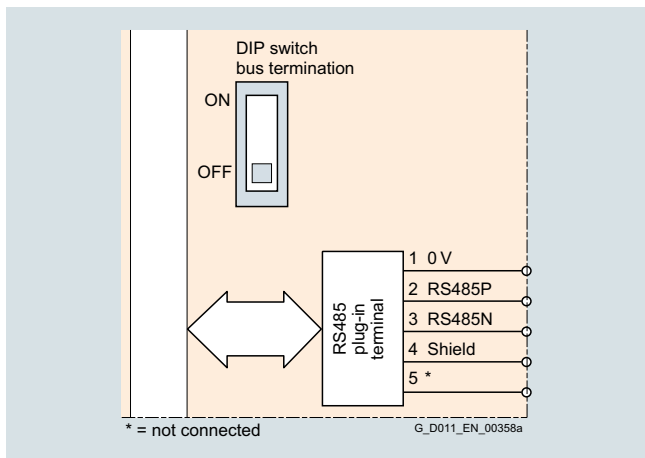 DIP switch
bus termination
ON
OFF
RS485
plug-in
terminal
1 0 V
2 RS485P
3 RS485N
4 Shield
5 *
* = not connected
G_D011_EN_00358a